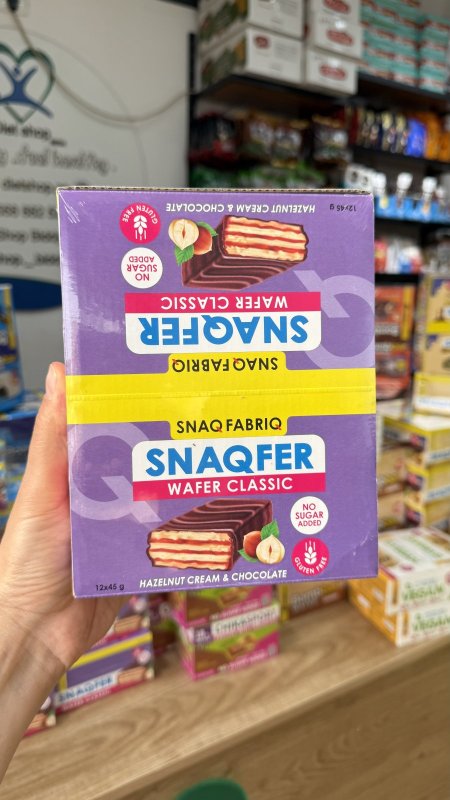 HAZELNUT CREAM & CHOCOLATE
12x45 g
GLUTEN FREE
NO
SUGAR
ADDED
WAFER CLASSIC
SNAQFER
SNAQ FABRIQ
SNAQ FABRIQ
SNAQFER
WAFER CLASSIC
NO
SUGAR
ADDED
GLUTEN FREE
12x45 g
HAZELNUT CREAM & CHOCOLATE
SNAQFER